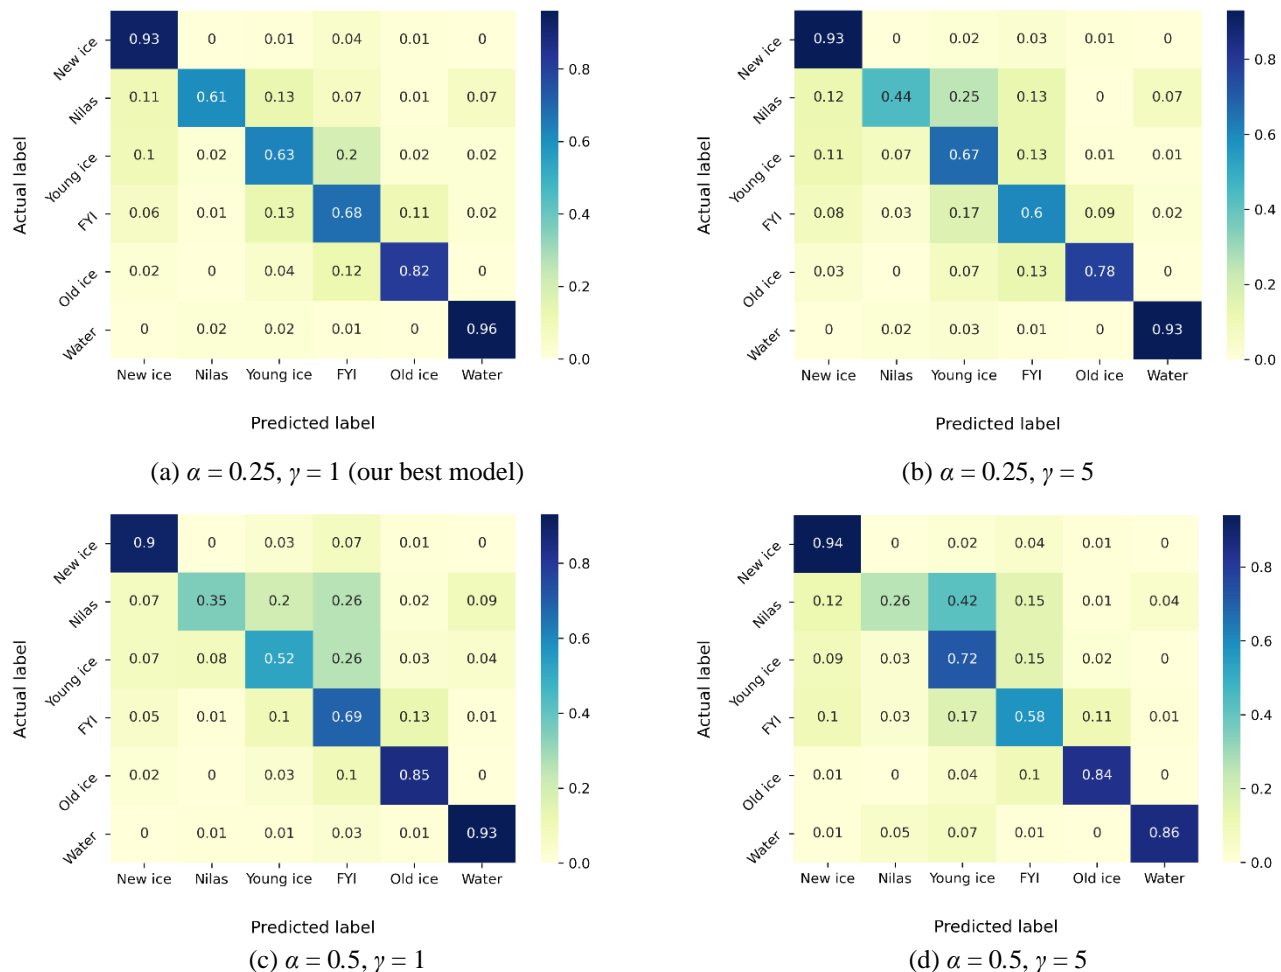 New ice 0.93 0 0.01 0.04 0.01 0
Nilas 0.11 0.61 0.13 0.07 0.01 0.07
Young ice 0.1 0.02 0.63 0.2 0.02 0.02
FYI 0.06 0.01 0.13 0.68 0.11 0.02
Old ice 0.02 0 0.04 0.12 0.82 0
Water 0 0.02 0.02 0.01 0 0.96
New ice Nilas Young ice FYI Old ice Water
Actual label
Predicted label
0.8
0.6
0.4
0.2
0.0
(a) α = 0.25, γ = 1 (our best model)
New ice 0.93 0 0.02 0.03 0.01 0
Nilas 0.12 0.44 0.25 0.13 0 0.07
Young ice 0.11 0.07 0.67 0.13 0.01 0.01
FYI 0.08 0.03 0.17 0.6 0.09 0.02
Old ice 0.03 0 0.07 0.13 0.78 0
Water 0 0.02 0.03 0.01 0 0.93
New ice Nilas Young ice FYI Old ice Water
Actual label
Predicted label
0.8
0.6
0.4
0.2
0.0
(b) α = 0.25, γ = 5
New ice 0.9 0 0.03 0.07 0.01 0
Nilas 0.07 0.35 0.2 0.26 0.02 0.09
Young ice 0.07 0.08 0.52 0.26 0.03 0.04
FYI 0.05 0.01 0.1 0.69 0.13 0.01
Old ice 0.02 0 0.03 0.1 0.85 0
Water 0 0.01 0.01 0.03 0.01 0.93
New ice Nilas Young ice FYI Old ice Water
Actual label
Predicted label
0.8
0.6
0.4
0.2
0.0
(c) α = 0.5, γ = 1
New ice 0.94 0 0.02 0.04 0.01 0
Nilas 0.12 0.26 0.42 0.15 0.01 0.04
Young ice 0.09 0.03 0.72 0.15 0.02 0
FYI 0.1 0.03 0.17 0.58 0.11 0.01
Old ice 0.01 0 0.04 0.1 0.84 0
Water 0.01 0.05 0.07 0.01 0 0.86
New ice Nilas Young ice FYI Old ice Water
Actual label
Predicted label
0.8
0.6
0.4
0.2
0.0
(d) α = 0.5, γ = 5